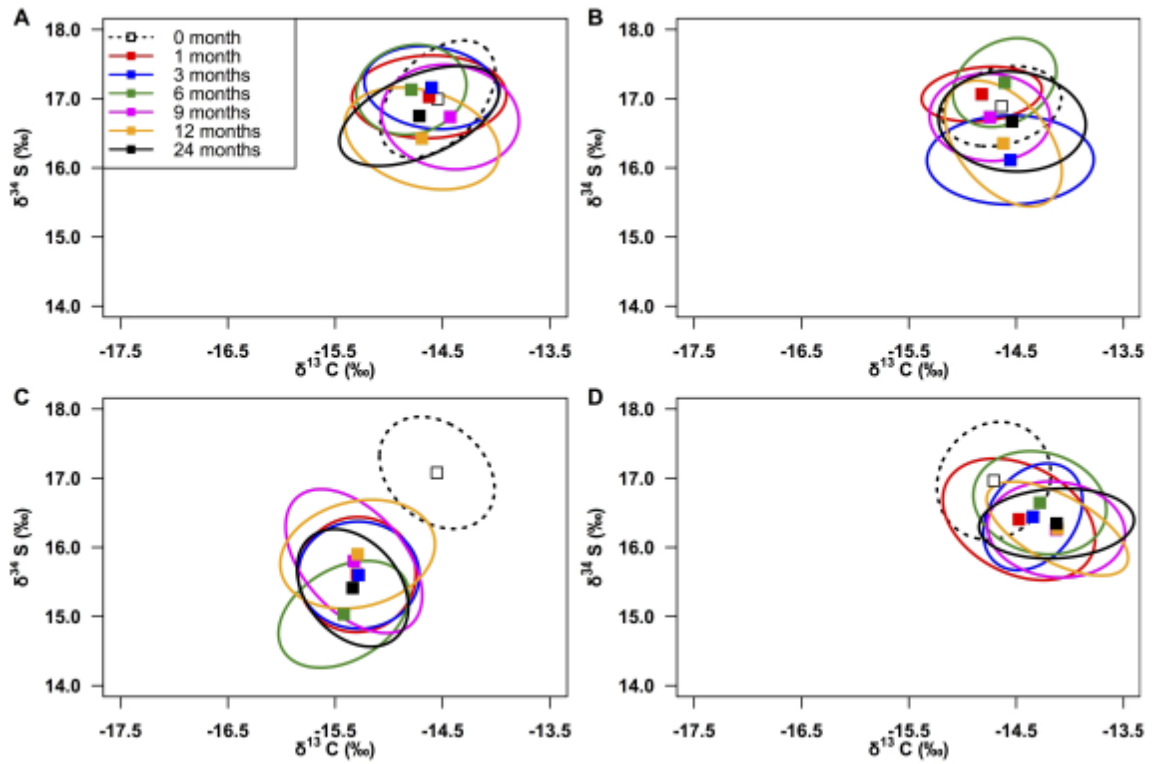 A
18.0
17.0
16.0
15.0
14.0
δ34 S (‰)
0 month
1 month
3 months
6 months
9 months
12 months
24 months
-17.5 -16.5 -15.5 -14.5 -13.5
δ13 C (‰)
B
18.0
17.0
16.0
15.0
14.0
δ34 S (‰)
-17.5 -16.5 -15.5 -14.5 -13.5
δ13 C (‰)
C
18.0
17.0
16.0
15.0
14.0
δ34 S (‰)
-17.5 -16.5 -15.5 -14.5 -13.5
δ13 C (‰)
D
18.0
17.0
16.0
15.0
14.0
δ34 S (‰)
-17.5 -16.5 -15.5 -14.5 -13.5
δ13 C (‰)